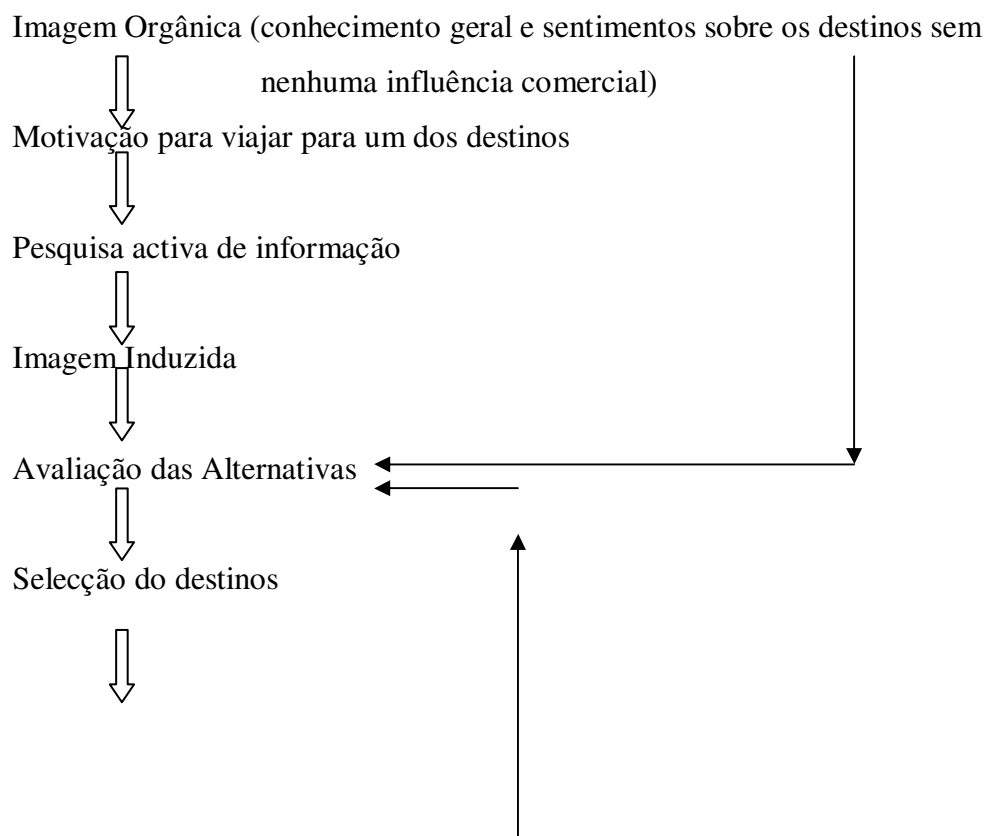 Imagem Orgânica (conhecimento geral e sentimentos sobre os destinos sem
nenhuma influência comercial)
Motivação para viajar para um dos destinos
Pesquisa activa de informação
Imagem Induzida
Avaliação das Alternativas
Selecção do destinos